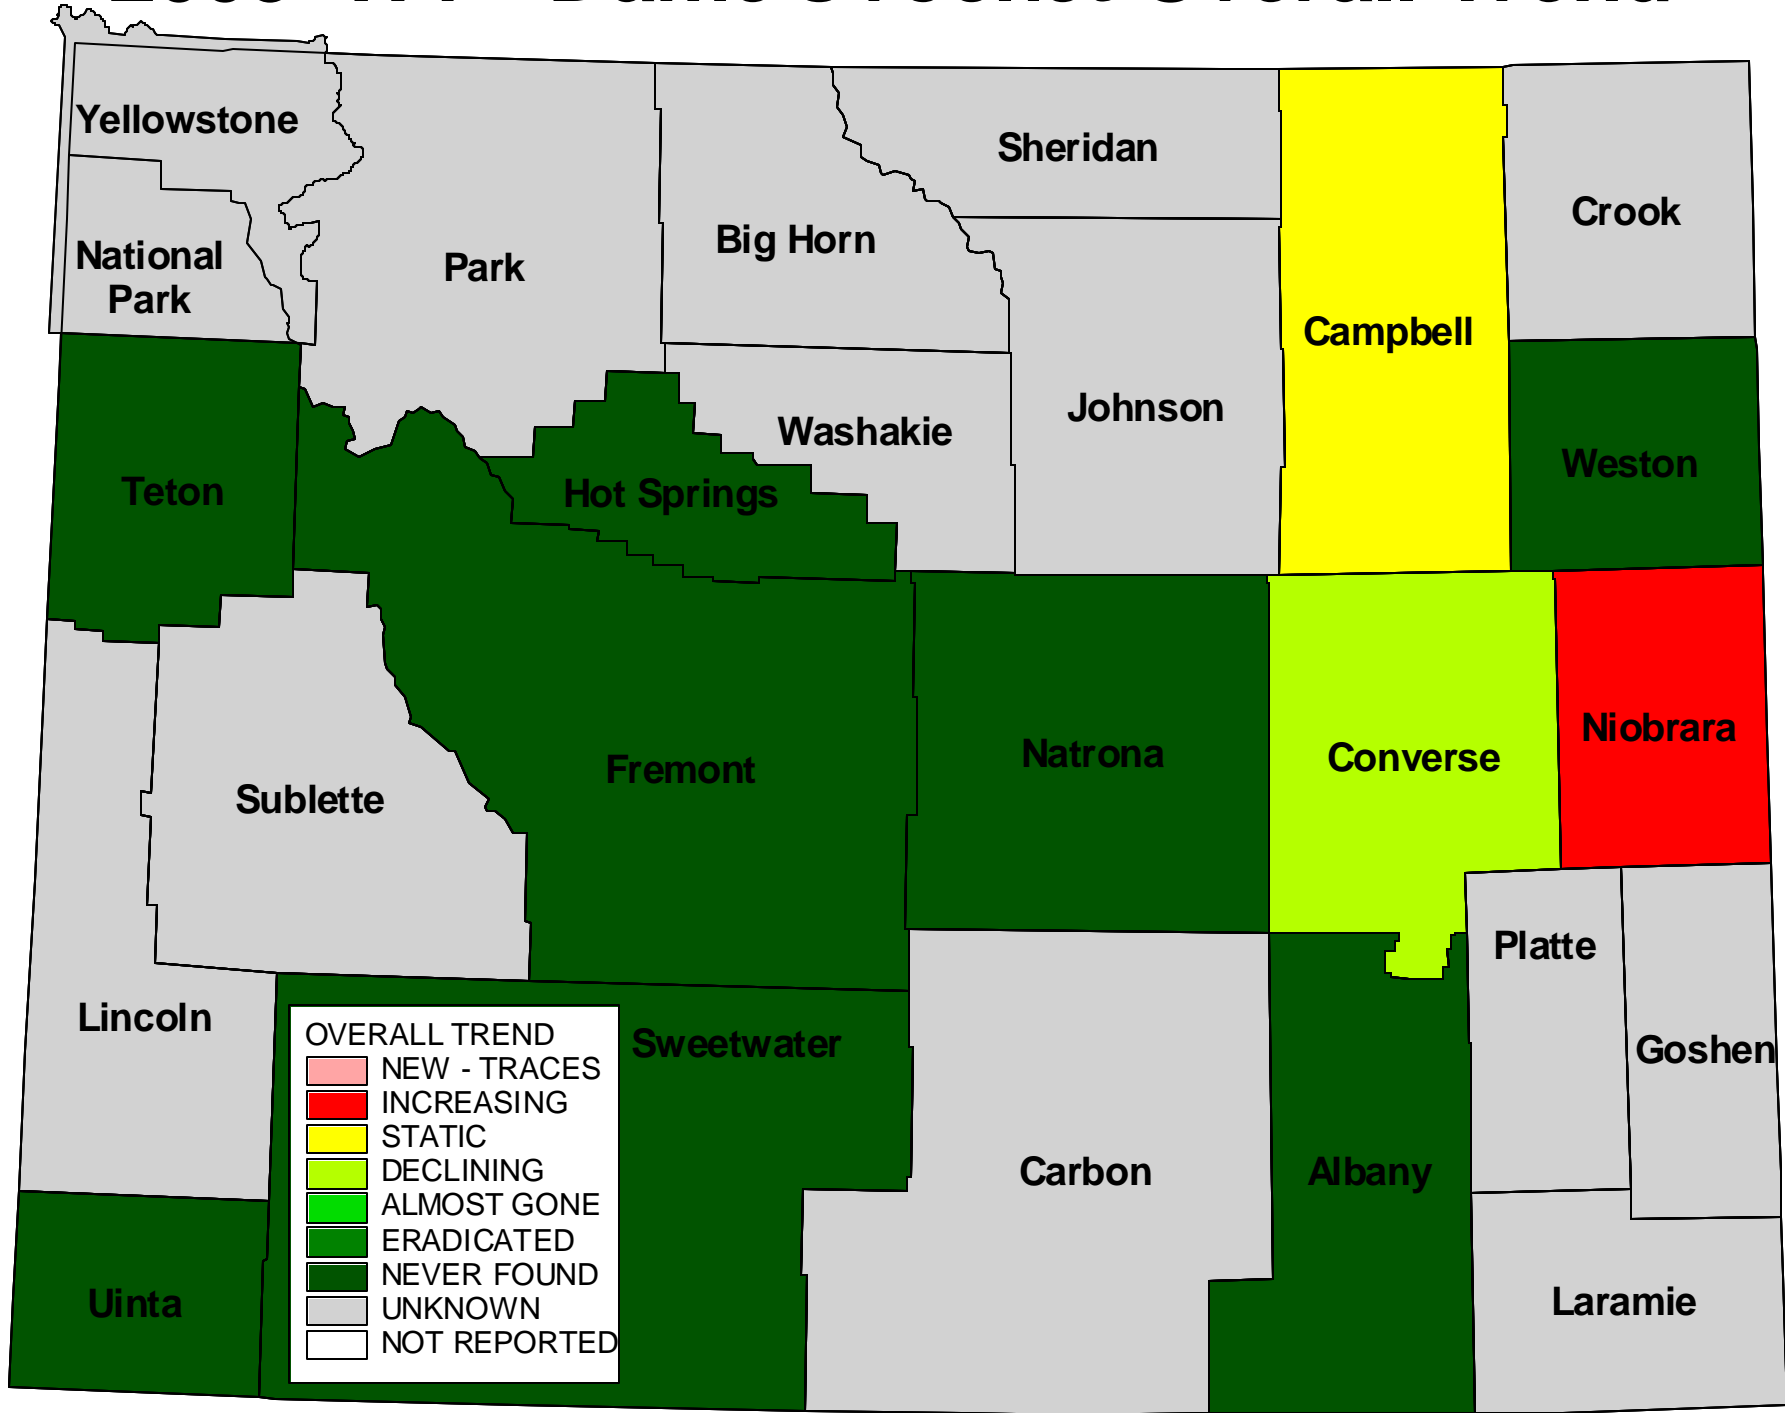 Overall Trend
Yellowstone
National
Park
Park
Big Horn
Sheridan
Campbell
Crook
Johnson
Washakie
Hot Springs
Teton
Weston
Sublette
Fremont
Natrona
Converse
Niobrara
Platte
Lincoln
Sweetwater
Goshen
Carbon
Albany
Uinta
Laramie
OVERALL TREND
NEW - TRACES
INCREASING
STATIC
DECLINING
ALMOST GONE
ERADICATED
NEVER FOUND
UNKNOWN
NOT REPORTED